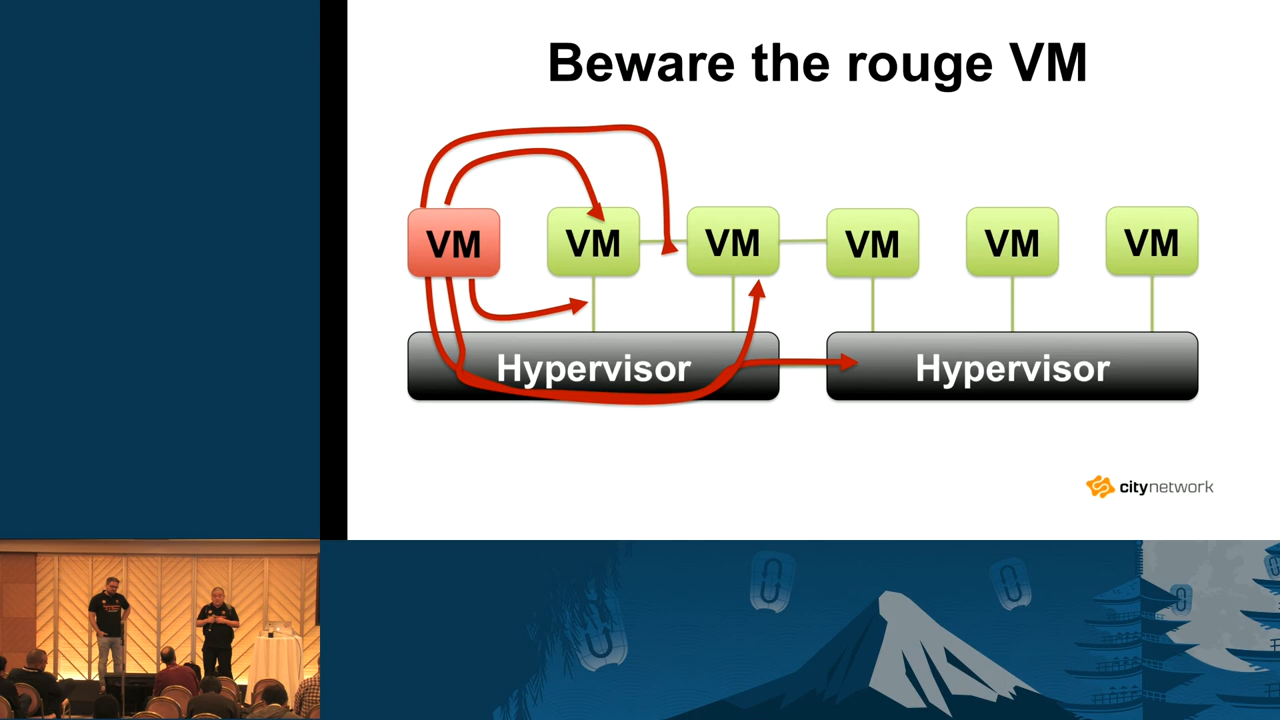 Beware the rouge VM
VM VM VM VM VM VM
Hypervisor Hypervisor
citynetwork